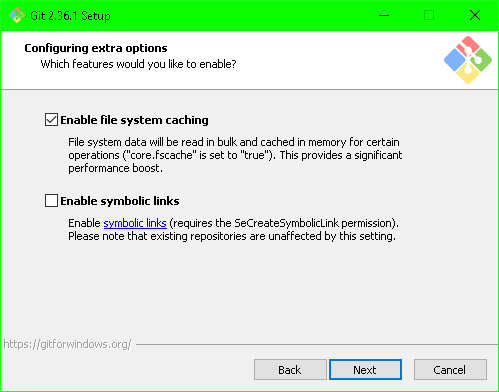 Git 2.36.1 Setup
Configuring extra options
Which features would you like to enable?
Enable file system caching
File system data will be read in bulk and cached in memory for certain
operations ("core.fscache" is set to "true"). This provides a significant
performance boost.
Enable symbolic links
Enable symbolic links (requires the SeCreateSymbolicLink permission).
Please note that existing repositories are unaffected by this setting.
https://gitforwindows.org/
Back
Next
Cancel